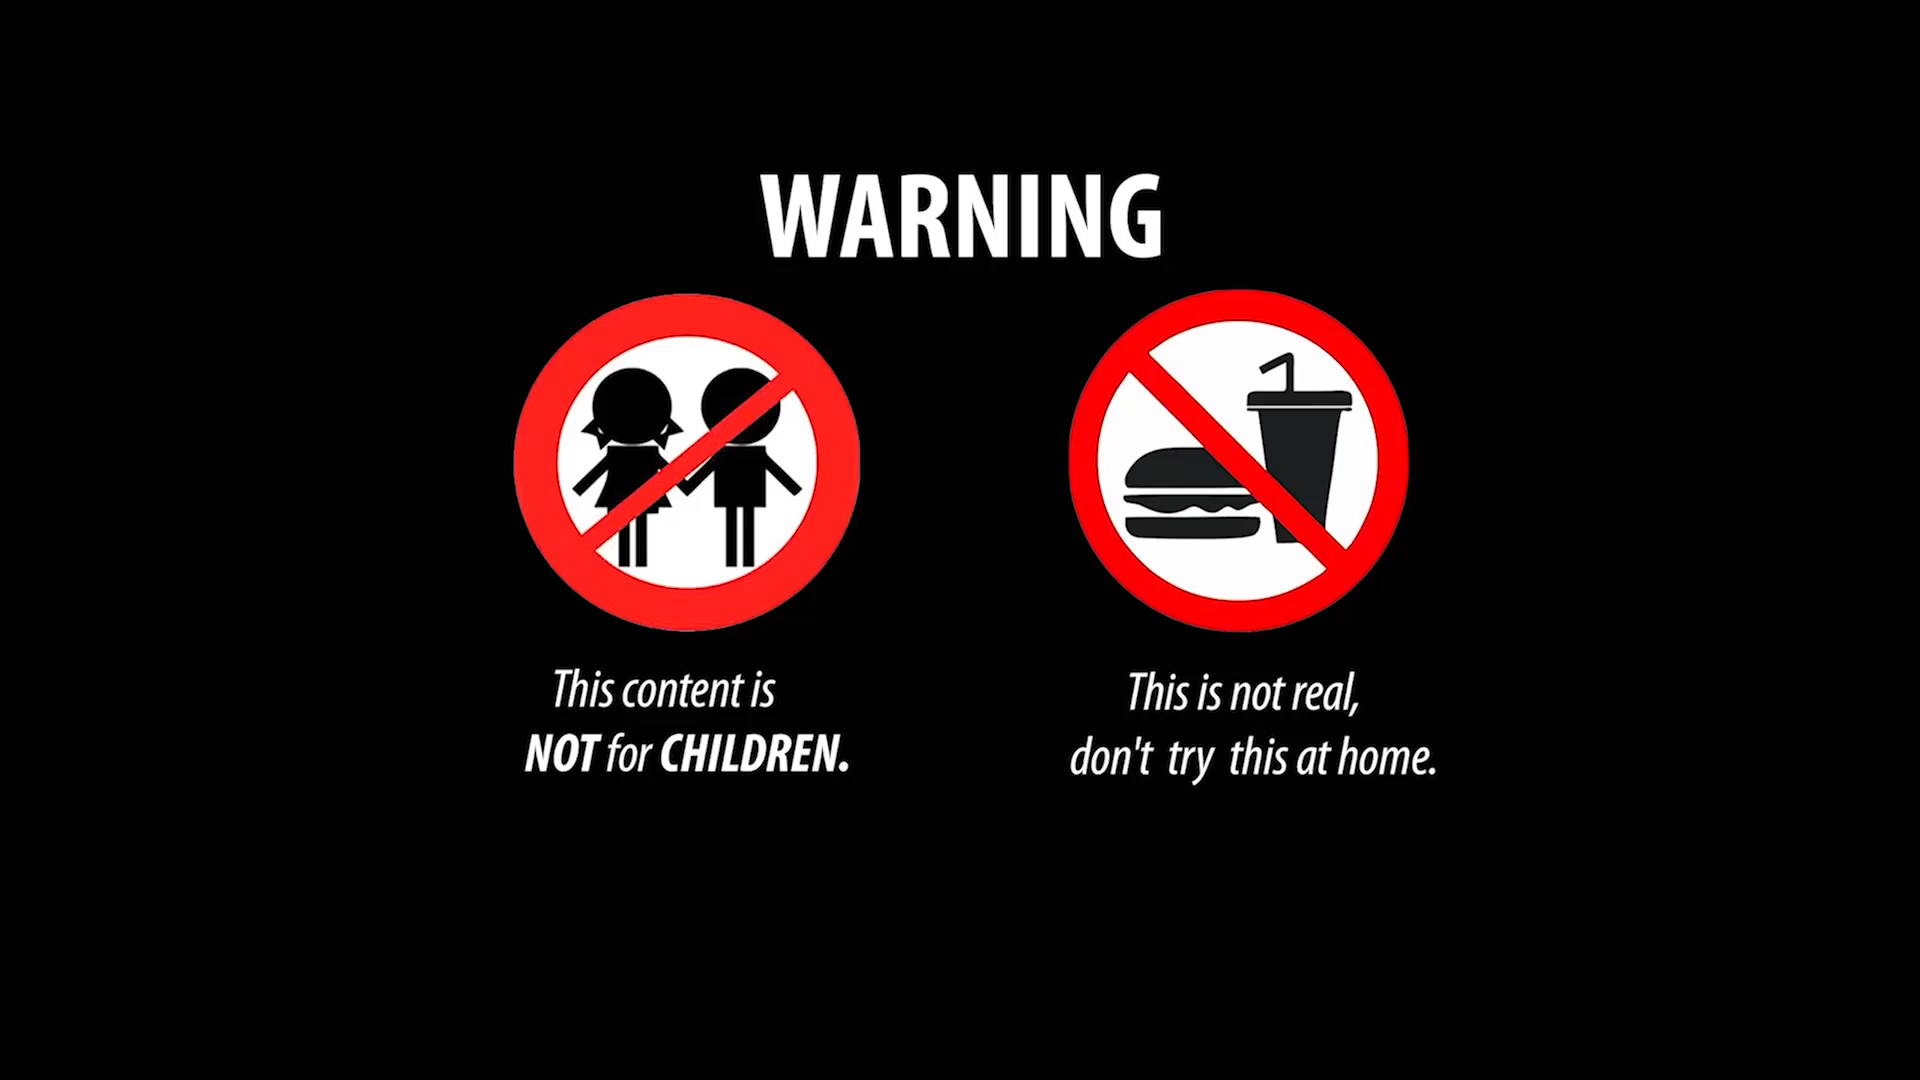 WARNING
This content is
NOT for CHILDREN.
This is not real,
don't try this at home.